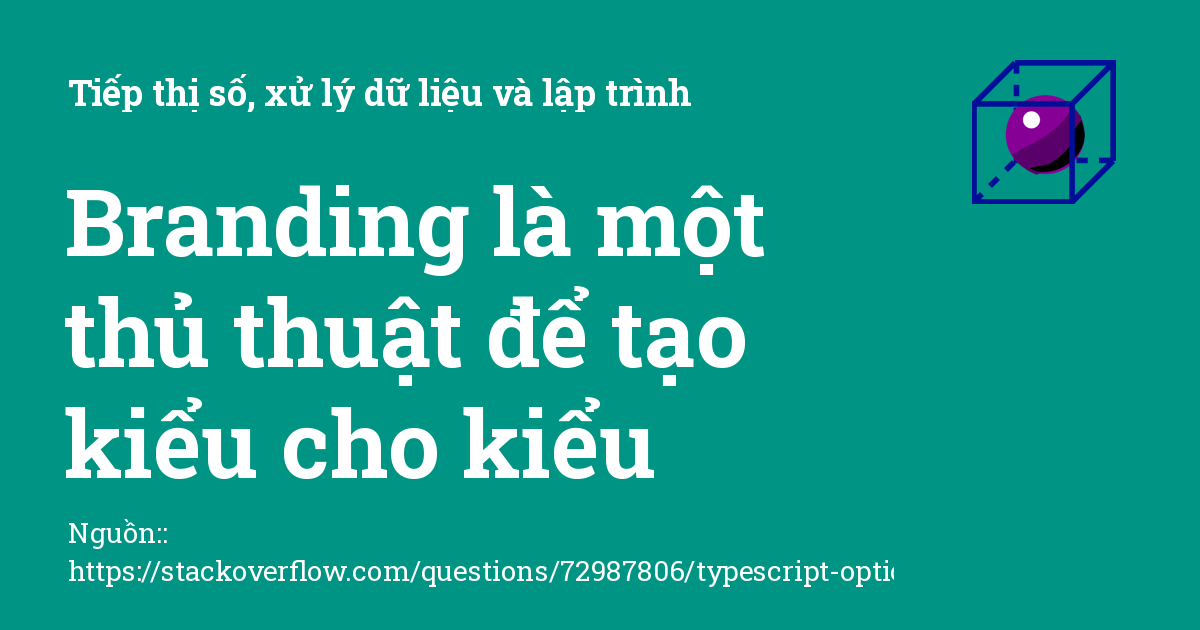 Tiếp thị số, xử lý dữ liệu và lập trình
Branding là một
thủ thuật để tạo
kiểu cho kiểu
Nguồn::
https://stackoverflow.com/questions/72987806/typescript-optio